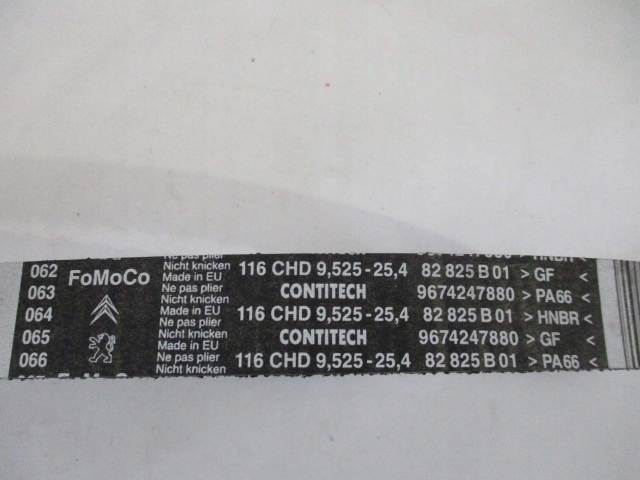 062 Ne pas plier
Nicht knicken 116 CHD 9,525-25,4 82 825 B 01 > GF <
FoMoCo Made in EU
063 Ne pas plier CONTITECH 9674247880 > PA66 <
Nicht knicken
064 Made in EU 116 CHD 9,525-25,4 82 825 B 01 > HNBR <
Ne pas plier
065 Nicht knicken CONTITECH 9674247880 > GF <
Made in EU
066 Ne pas plier 116 CHD 9,525-25,4 82 825 B 01 > PA66 <
Nicht knicken